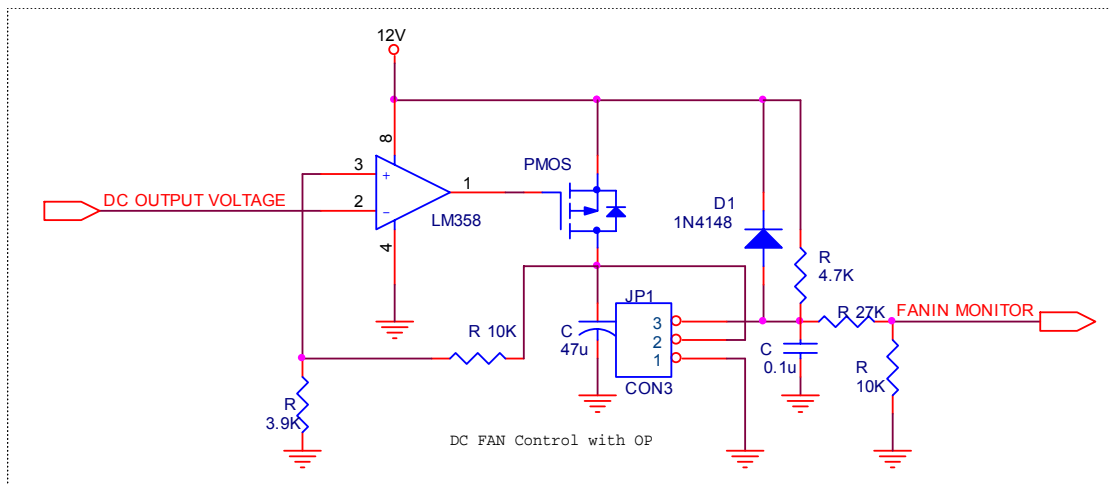 12V
8
3
+
PMOS
1
DC OUTPUT VOLTAGE
2
-
D1
1N4148
LM358
4
R
4.7K
JP1
R 27K
FANIN MONITOR
3
R 10K
C
47u
2
C
0.1u
1
R
10K
CON3
R
3.9K
DC FAN Control with OP